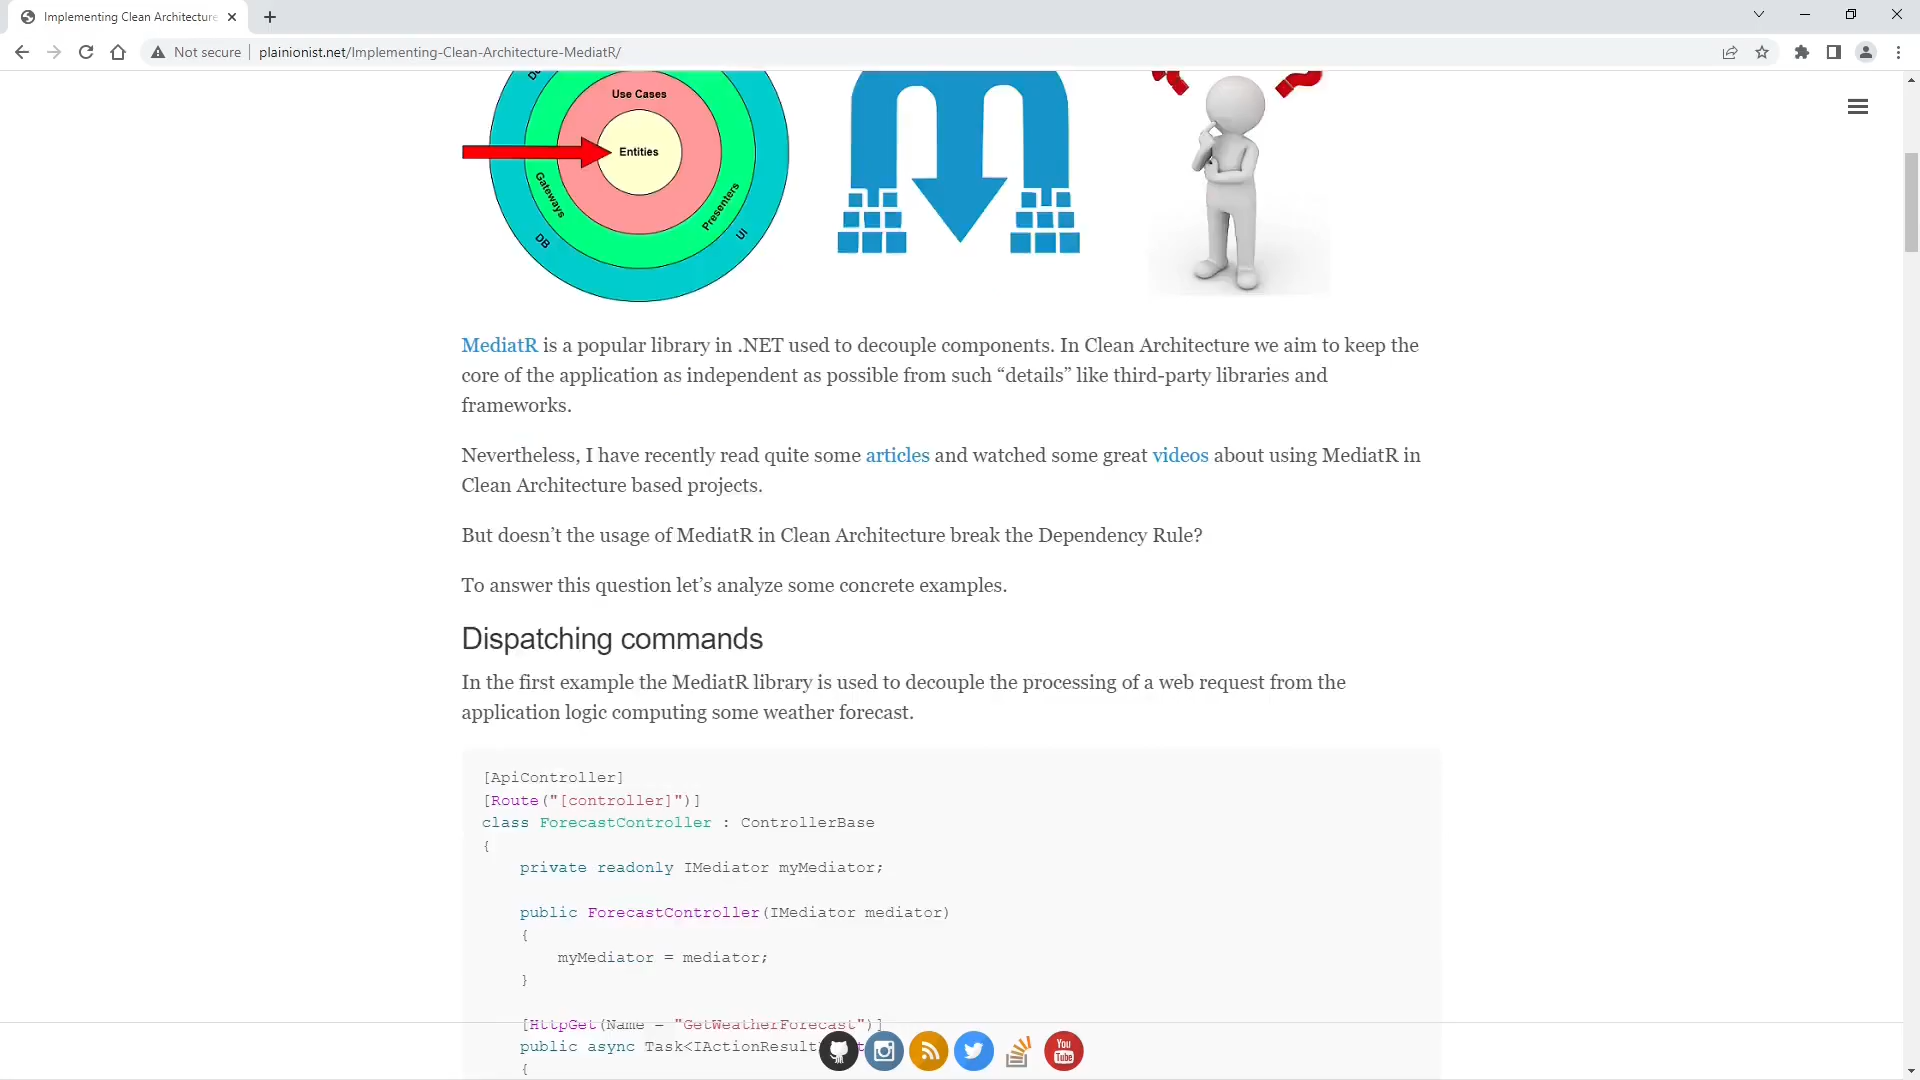 Implementing Clean Architecture
Not secure
plainionist.net/Implementing-Clean-Architecture-MediatR/
Use Cases
Entities
Gateways
Presenters
DB
UI
MediatR is a popular library in .NET used to decouple components. In Clean Architecture we aim to keep the
core of the application as independent as possible from such “details” like third-party libraries and
frameworks.
Nevertheless, I have recently read quite some articles and watched some great videos about using MediatR in
Clean Architecture based projects.
But doesn’t the usage of MediatR in Clean Architecture break the Dependency Rule?
To answer this question let’s analyze some concrete examples.
Dispatching commands
In the first example the MediatR library is used to decouple the processing of a web request from the
application logic computing some weather forecast.
[ApiController]
[Route("[controller]")]
class ForecastController : ControllerBase
{
private readonly IMediator myMediator;
public ForecastController(IMediator mediator)
{
myMediator = mediator;
}
[HttpGet(Name = "GetWeatherForecast")]
public async Task<IActionResult
{
You
Tube